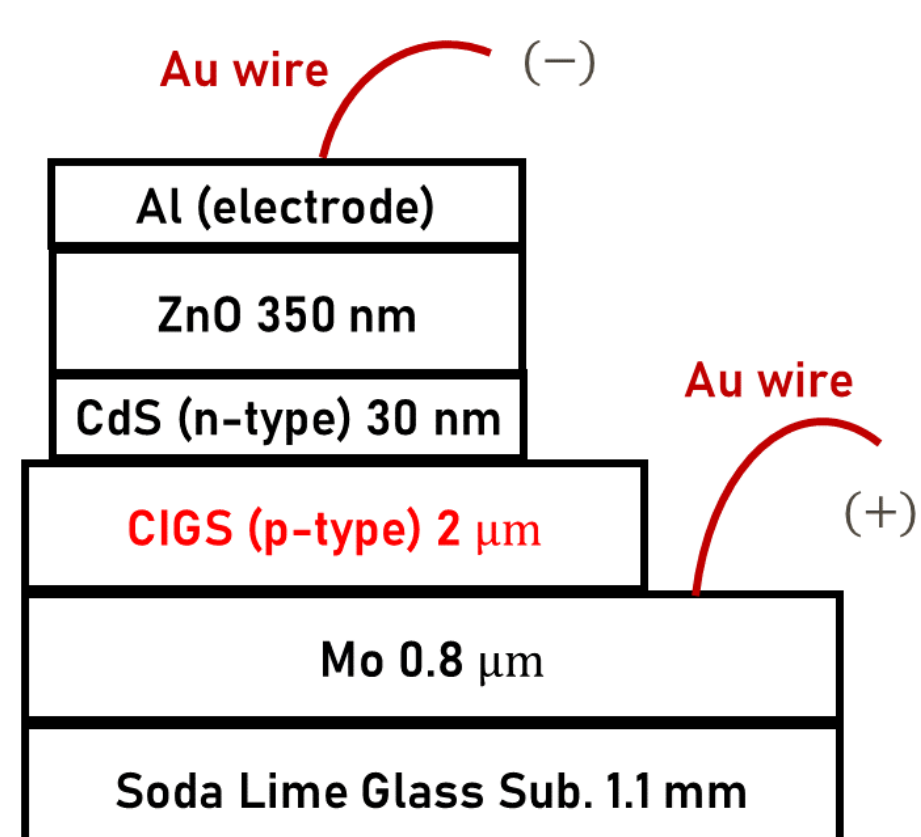 Au wire
(−)
Al (electrode)
ZnO 350 nm
Au wire
CdS (n-type) 30 nm
(+)
CIGS (p-type) 2 μm
Mo 0.8 μm
Soda Lime Glass Sub. 1.1 mm